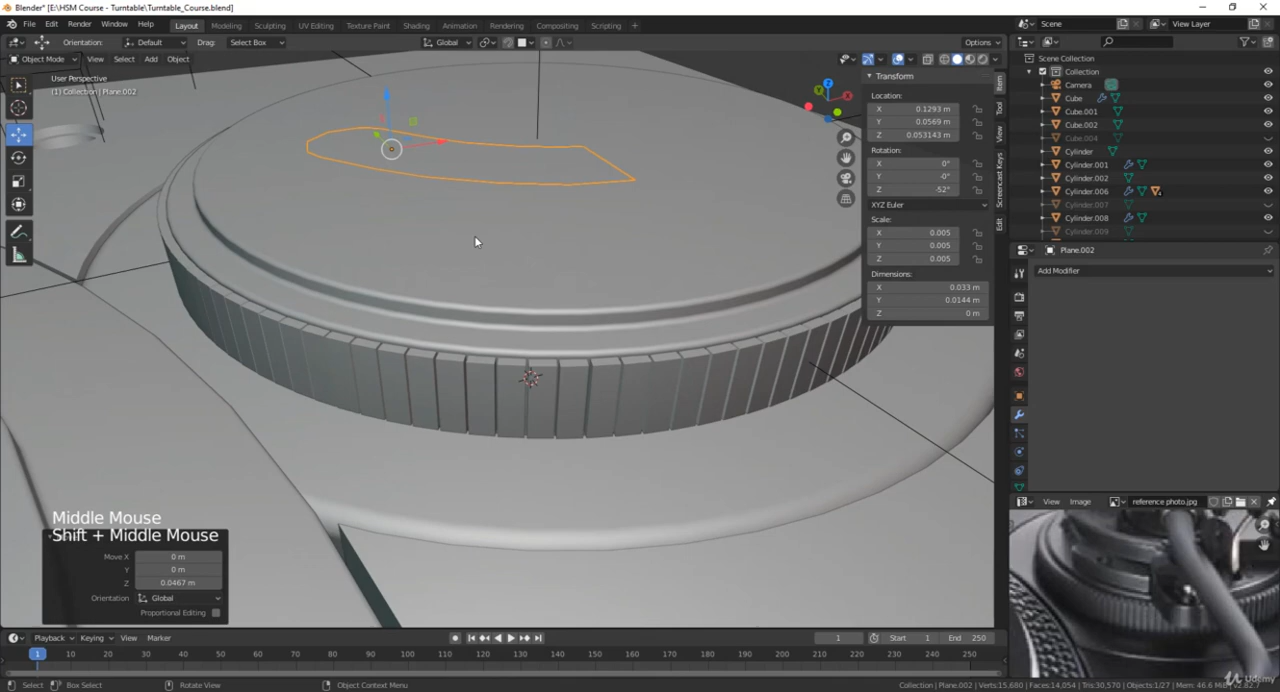 Blender* [E:\HSM Course - Turntable\Turntable_Course.blend]
File Edit Render Window Help Layout Modeling Sculpting UV Editing Texture Paint Shading Animation Rendering Compositing Scripting + Scene View Layer
Orientation: Default Drag: Select Box Global Options
Object Mode View Select Add Object
User Perspective
(1) Collection | Plane.002
Transform
Location:
X 0.1293 m
Y 0.0569 m
Z 0.053143 m
Rotation:
X 0°
Y -0°
Z -52°
XYZ Euler
Scale:
X 0.005
Y 0.005
Z 0.005
Dimensions:
X 0.033 m
Y 0.0144 m
Z 0 m
Item
Tool
View
Screencast Keys
Edit
Scene Collection
Collection
Camera
Cube
Cube.001
Cube.002
Cube.004
Cylinder
Cylinder.001
Cylinder.002
Cylinder.006
Cylinder.007
Cylinder.008
Cylinder.009
Plane.002
Add Modifier
View Image reference photo.jpg
Middle Mouse
Shift + Middle Mouse
Move X 0 m
Y 0 m
Z 0.0467 m
Orientation Global
Proportional Editing
Playback Keying View Marker 1 Start 1 End 250
1 10 20 30 40 50 60 70 80 90 100 110 120 130 140 150 160 170 180 190 200 210 220 230 240 250
Select Box Select Rotate View Object Context Menu Collection | Plane.002 | Verts:15,680 | Faces:14,054 | Tris:30,570 | Objects:1/27 | Mem: 46.6 MiB | v2.82.7
Udemy